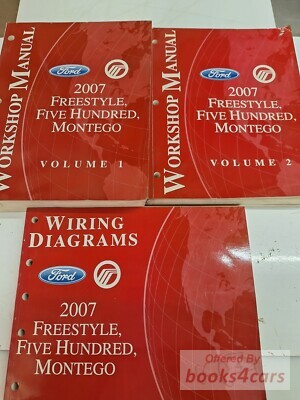 WORKSHOP MANUAL
Ford
2007
FREESTYLE,
FIVE HUNDRED,
MONTEGO
VOLUME 1
WORKSHOP MANUAL
Ford
2007
FREESTYLE,
FIVE HUNDRED,
MONTEGO
VOLUME 2
WIRING
DIAGRAMS
Ford
2007
FREESTYLE,
FIVE HUNDRED,
MONTEGO
Offered By
books4cars